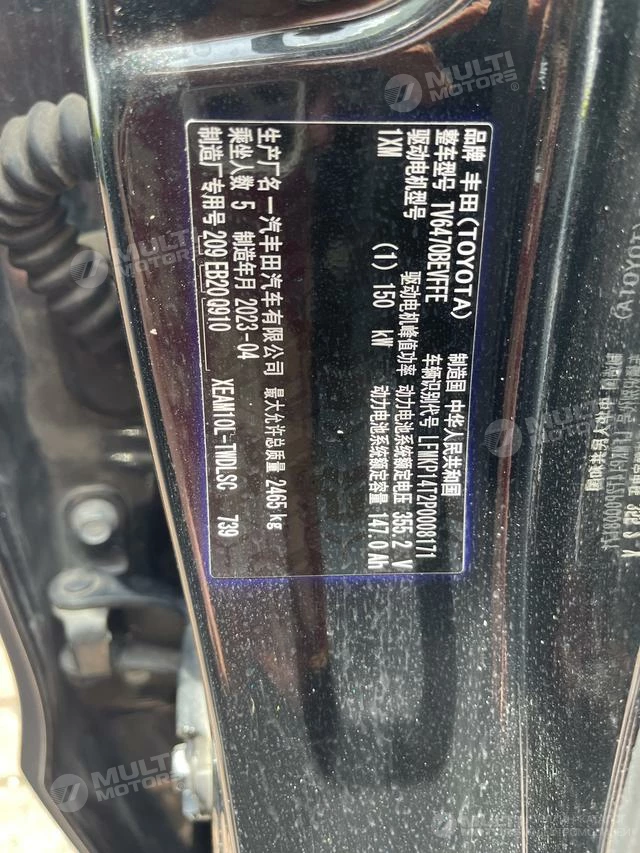 品牌 丰田(TOYOTA) 制造国 中华人民共和国
整车型号 TV6470BEVFFE 车辆识别代号
驱动电机型号 驱动电机峰值功率 动力电池系统额定电压 355.2 V
1XM (1) 150 kW 动力电池系统额定容量 147.0 Ah
生产厂名 一汽丰田汽车有限公司 最大允许总质量 2465 kg
乘坐人数 5 制造年月 2023-04
制造厂专用号 209 EB20Q910 XEAM10L-TWDLSC 739
MULTI
MOTORS
MULTI
MOTORS